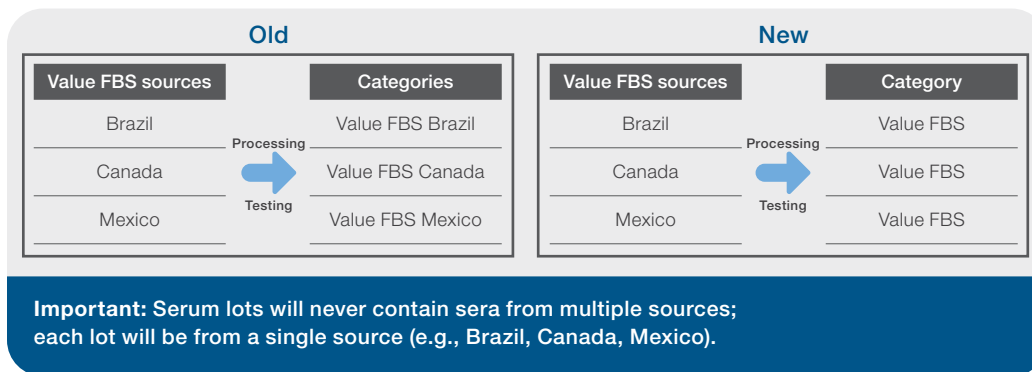 Old
Value FBS sources
Categories
Brazil
Value FBS Brazil
Processing
Canada
Value FBS Canada
Testing
Mexico
Value FBS Mexico
New
Value FBS sources
Category
Brazil
Value FBS
Processing
Canada
Value FBS
Testing
Mexico
Value FBS
Important: Serum lots will never contain sera from multiple sources;
each lot will be from a single source (e.g., Brazil, Canada, Mexico).